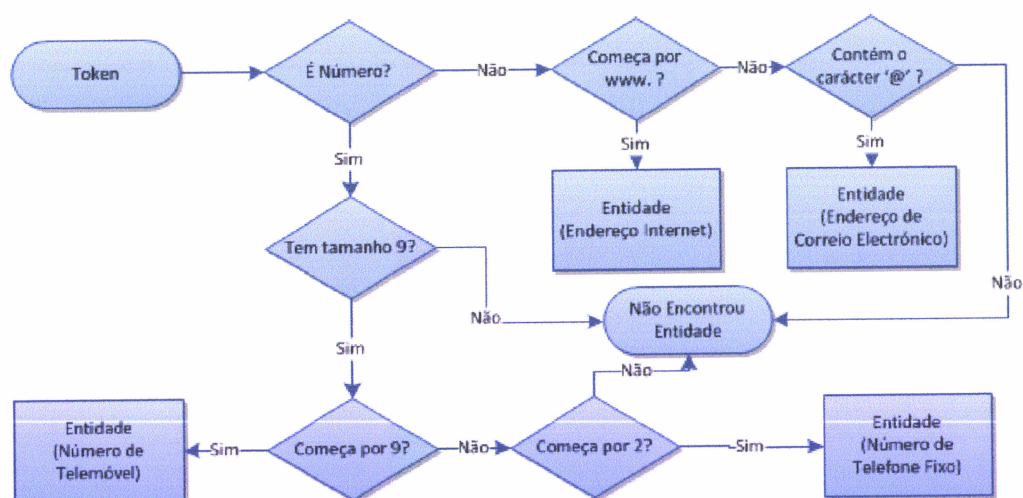 Token
É Número?
Não
Começa por
www. ?
Não
Contém o
carácter '@' ?
Sim
Sim
Sim
Entidade
(Endereço Internet)
Entidade
(Endereço de
Correio Electrónico)
Tem tamanho 9?
Não
Não
Não Encontrou
Entidade
Sim
Não
Entidade
(Número de
Telemóvel)
Sim
Começa por 9?
Não
Começa por 2?
Sim
Entidade
(Número de
Telefone Fixo)